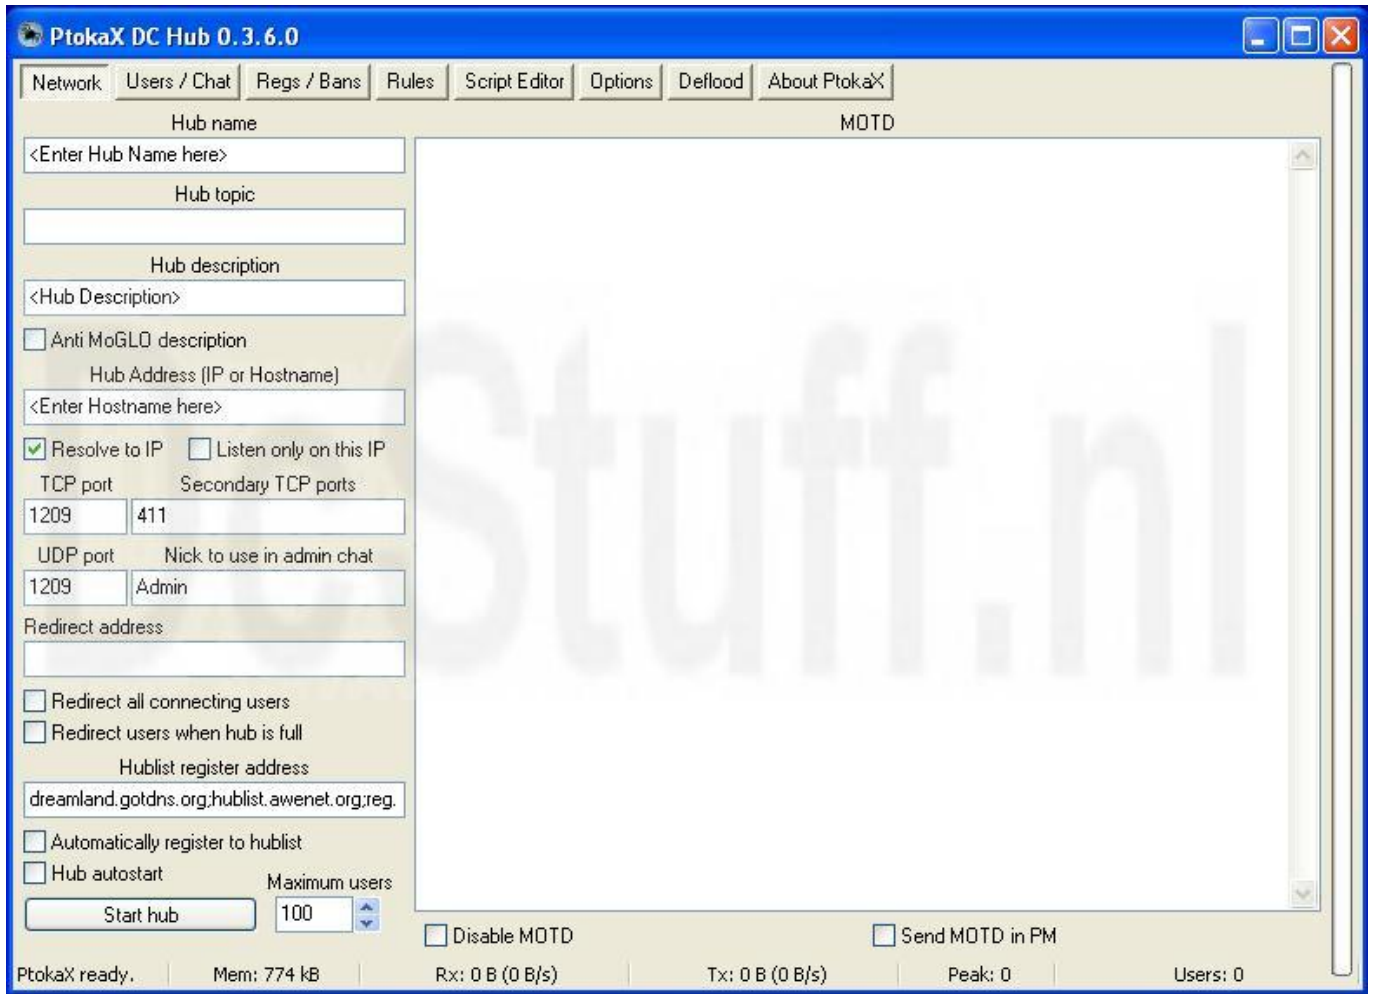 PtokaX DC Hub 0.3.6.0
Network Users / Chat Regs / Bans Rules Script Editor Options Deflood About PtokaX
Hub name
<Enter Hub Name here>
Hub topic
Hub description
<Hub Description>
Anti MoGLO description
Hub Address (IP or Hostname)
<Enter Hostname here>
Resolve to IP Listen only on this IP
TCP port Secondary TCP ports
1209 411
UDP port Nick to use in admin chat
1209 Admin
Redirect address
Redirect all connecting users
Redirect users when hub is full
Hublist register address
dreamland.gotdns.org;hublist.awenet.org;reg.
Automatically register to hublist
Hub autostart
Maximum users
Start hub 100
MOTD
DcStuff.nl
Disable MOTD Send MOTD in PM
PtokaX ready. Mem: 774 kB Rx: 0 B (0 B/s) Tx: 0 B (0 B/s) Peak: 0 Users: 0